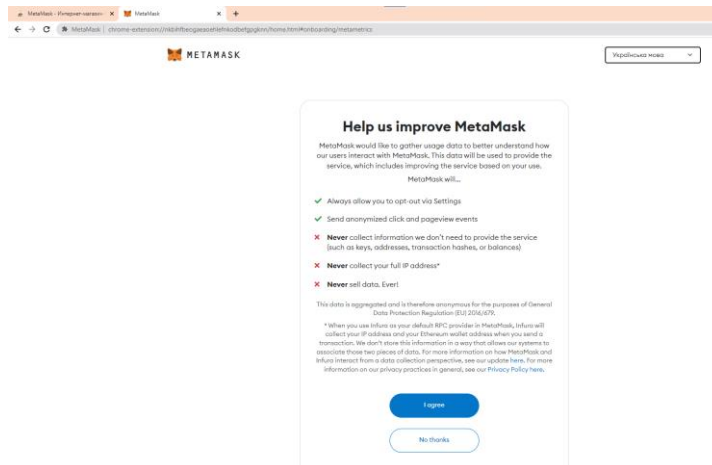 MetaMask - Интернет-магазин
MetaMask
MetaMask | chrome-extension://nkbihfbeogaeaoehlefnkodbefgpgknn/home.html#onboarding/metametrics
METAMASK
Українська мова
Help us improve MetaMask
MetaMask would like to gather usage data to better understand how
our users interact with MetaMask. This data will be used to provide the
service, which includes improving the service based on your use.
MetaMask will...
Always allow you to opt-out via Settings
Send anonymized click and pageview events
Never collect information we don't need to provide the service
(such as keys, addresses, transaction hashes, or balances)
Never collect your full IP address*
Never sell data. Ever!
This data is aggregated and is therefore anonymous for the purposes of General
Data Protection Regulation (EU) 2016/679.
* When you use Infura as your default RPC provider in MetaMask, Infura will
collect your IP address and your Ethereum wallet address when you send a
transaction. We don't store this information in a way that allows our systems to
associate those two pieces of data. For more information on how MetaMask and
Infura interact from a data collection perspective, see our update here. For more
information on our privacy practices in general, see our Privacy Policy here.
I agree
No thanks